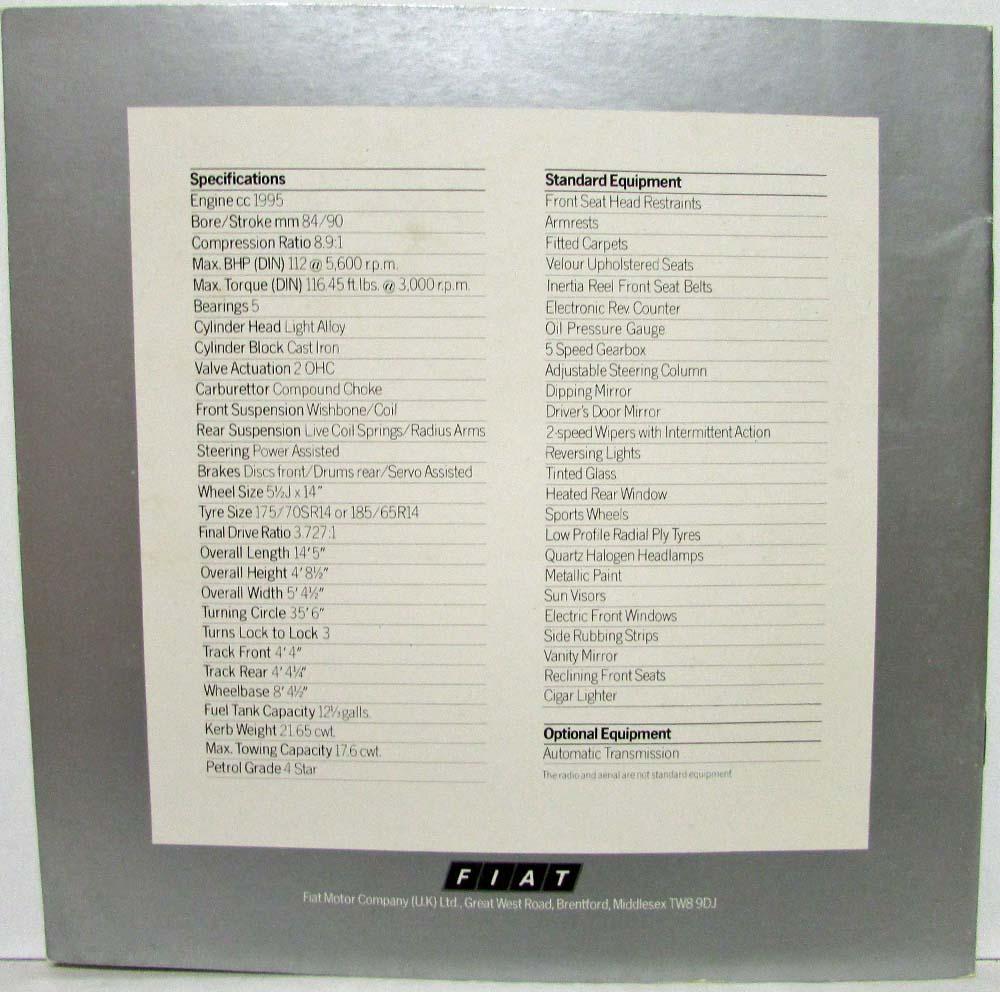 Specifications
Engine cc 1995
Bore/Stroke mm 84/90
Compression Ratio 8.9:1
Max. BHP (DIN) 112 @ 5,600 r.p.m.
Max. Torque (DIN) 116.45 ft.lbs. @ 3,000 r.p.m.
Bearings 5
Cylinder Head Light Alloy
Cylinder Block Cast Iron
Valve Actuation 2 OHC
Carburettor Compound Choke
Front Suspension Wishbone/Coil
Rear Suspension Live Coil Springs/Radius Arms
Steering Power Assisted
Brakes Discs front/Drums rear/Servo Assisted
Wheel Size 5½J x 14"
Tyre Size 175/70SR14 or 185/65R14
Final Drive Ratio 3.727:1
Overall Length 14'5"
Overall Height 4'8½"
Overall Width 5'4½"
Turning Circle 35'6"
Turns Lock to Lock 3
Track Front 4'4"
Track Rear 4'4¼"
Wheelbase 8'4½"
Fuel Tank Capacity 12⅓ galls.
Kerb Weight 21.65 cwt.
Max. Towing Capacity 17.6 cwt.
Petrol Grade 4 Star
Standard Equipment
Front Seat Head Restraints
Armrests
Fitted Carpets
Velour Upholstered Seats
Inertia Reel Front Seat Belts
Electronic Rev. Counter
Oil Pressure Gauge
5 Speed Gearbox
Adjustable Steering Column
Dipping Mirror
Driver's Door Mirror
2-speed Wipers with Intermittent Action
Reversing Lights
Tinted Glass
Heated Rear Window
Sports Wheels
Low Profile Radial Ply Tyres
Quartz Halogen Headlamps
Metallic Paint
Sun Visors
Electric Front Windows
Side Rubbing Strips
Vanity Mirror
Reclining Front Seats
Cigar Lighter
Optional Equipment
Automatic Transmission
The radio and aerial are not standard equipment
FIAT
Fiat Motor Company (U.K) Ltd., Great West Road, Brentford, Middlesex TW8 9DJ